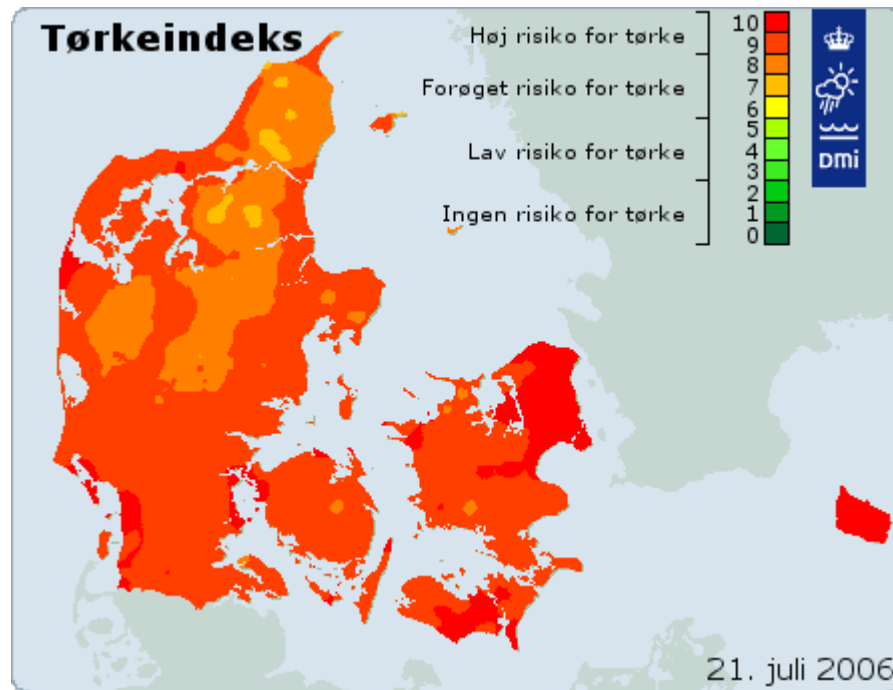 Tørkeindeks
Høj risiko for tørke
Forøget risiko for tørke
Lav risiko for tørke
Ingen risiko for tørke
10
9
8
7
6
5
4
3
2
1
0
DMI
21. juli 2006